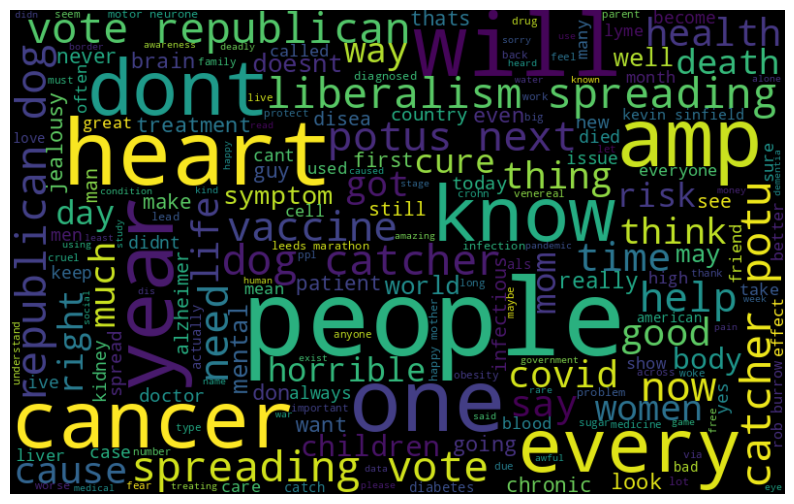 didn
seem
motor neurone
dis
vote republican
awareness
deadly
never
brain
called
often
family
doesnt
way
thats
many
will
drug
sorry
use
back
heard
feel
become
lyme
parent
health
well
death
month
border
must
dont
diagnosed
live
protect
liberalism spreading
water
known
work
alone
great
treatment
disea
country
potus next
even
big
new
died
kevin sinfield
let
read
love
jealousy
man
heart
happy
cant
guy
used
first
cure
got
thing
issue
amp
everyone
sure
dementia
money
republican dog
condition
kind
make
symptom
cell
still
today
crohn
venereal
stage
caused
risk
see
day
year
lead
vaccine
know
think
better
men
using
least
study
didnt
life
leeds marathon
infection
pandemic
amazing
als
time
may
friend
potu
keep
cruel
much
need
dog catcher
mom
really
high
thank
take
week
human
ppl
patient
world
long
infectious
maybe
help
effect
right
spread
social
alzheimer
actually
mental
mean
people
happy mother
anyone
american
good
pain
understand
live
kidney
horrible
exist
government
across
show
woke
body
catcher
rob burrow
doctor
name
don
always
obesity
covid
now
rare
problem
yes
cancer
war
important
want
one
said
blood
say
sugar
medicine
women
game
free
liver
case
type
number
children
going
every
via
bad
eye
cause
worse
medical
fear
treating
spreading vote
data
care
catch
please
diabetes
due
awful
chronic
look
lot